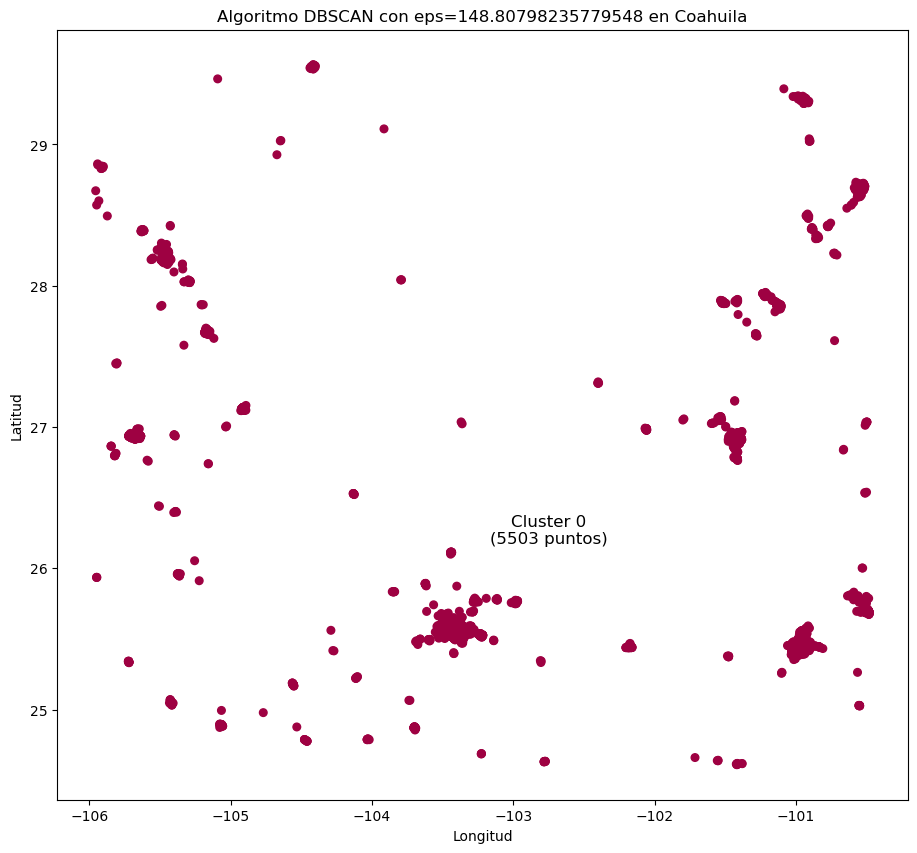 Algoritmo DBSCAN con eps=148.80798235779548 en Coahuila
29
28
27
26
25
Latitud
Cluster 0
(5503 puntos)
−106
−105
−104
−103
−102
−101
Longitud